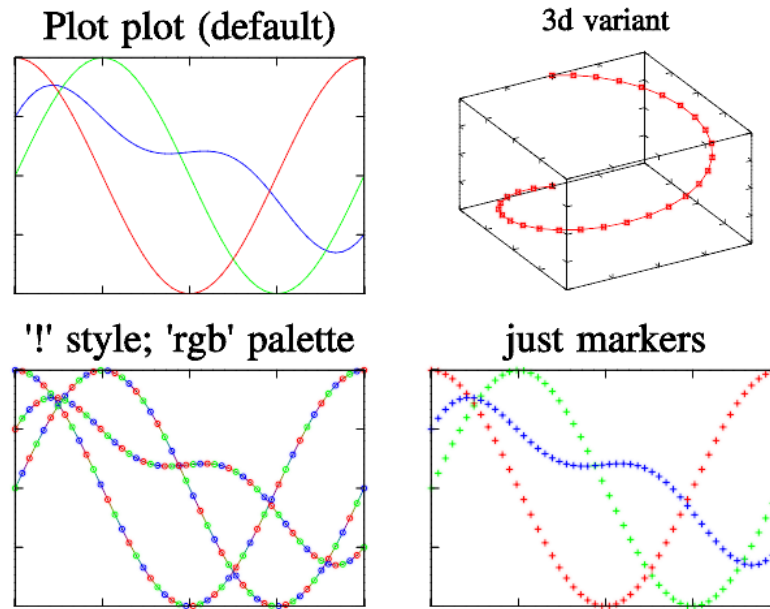 Plot plot (default)
3d variant
'!' style; 'rgb' palette
just markers